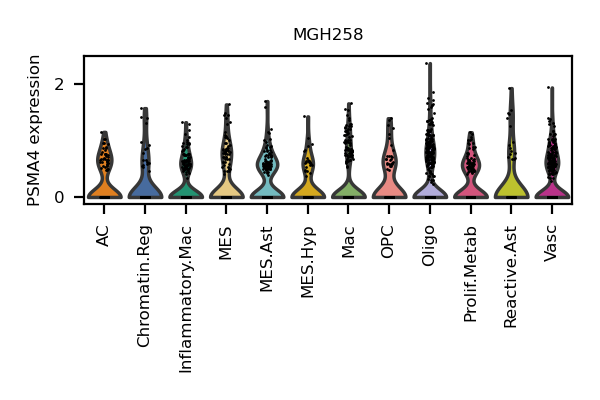 MGH258
PSMA4 expression
2
0
AC
Chromatin.Reg
Inflammatory.Mac
MES
MES.Ast
MES.Hyp
Mac
OPC
Oligo
Prolif.Metab
Reactive.Ast
Vasc